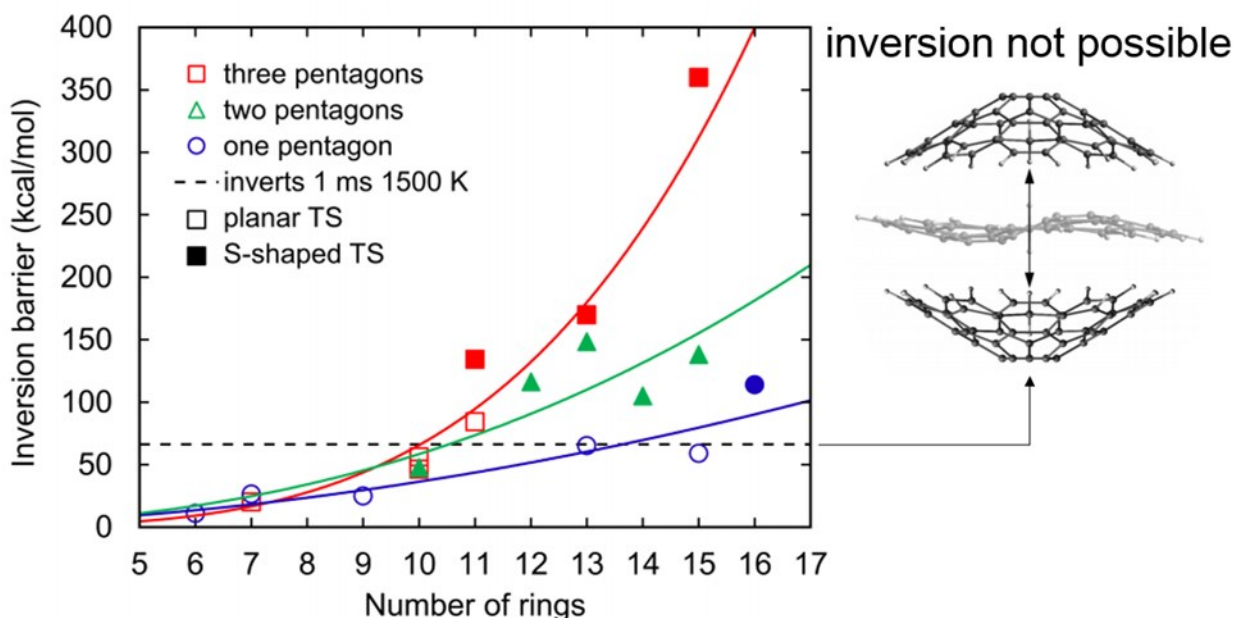 inversion not possible
Inversion barrier (kcal/mol)
400
350
300
250
200
150
100
50
0
three pentagons
two pentagons
one pentagon
inverts 1 ms 1500 K
planar TS
S-shaped TS
5 6 7 8 9 10 11 12 13 14 15 16 17
Number of rings